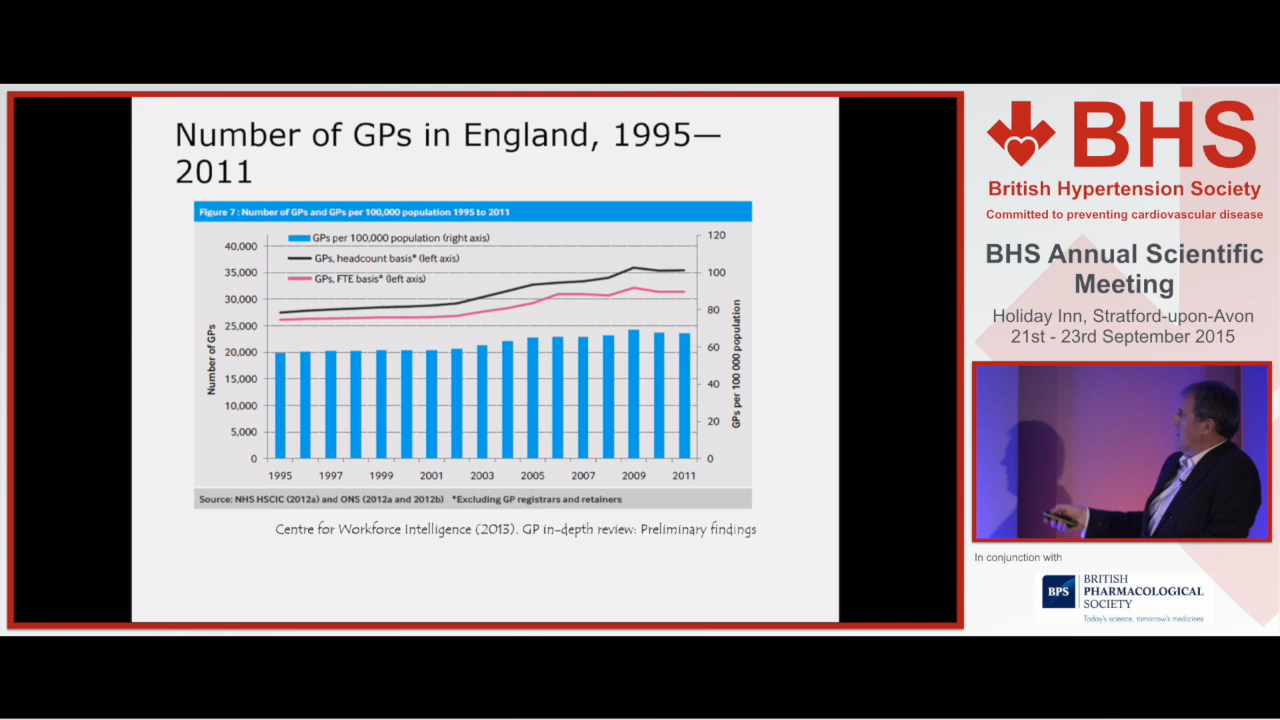 Number of GPs in England, 1995—
2011
Figure 7 : Number of GPs and GPs per 100,000 population 1995 to 2011
GPs per 100,000 population (right axis)
GPs, headcount basis* (left axis)
GPs, FTE basis* (left axis)
40,000
35,000
30,000
25,000
20,000
15,000
10,000
5,000
0
Number of GPs
120
100
80
60
40
20
0
GPs per 100 000 population
1995 1997 1999 2001 2003 2005 2007 2009 2011
Source: NHS HSCIC (2012a) and ONS (2012a and 2012b) *Excluding GP registrars and retainers
Centre for Workforce Intelligence (2013). GP in-depth review: Preliminary findings
BHS
British Hypertension Society
Committed to preventing cardiovascular disease
BHS Annual Scientific
Meeting
Holiday Inn, Stratford-upon-Avon
21st - 23rd September 2015
In conjunction with
BPS
BRITISH
PHARMACOLOGICAL
SOCIETY
Today's science, tomorrow's medicines